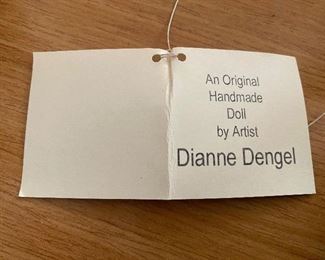 An Original
Handmade
Doll
by Artist
Dianne Dengel